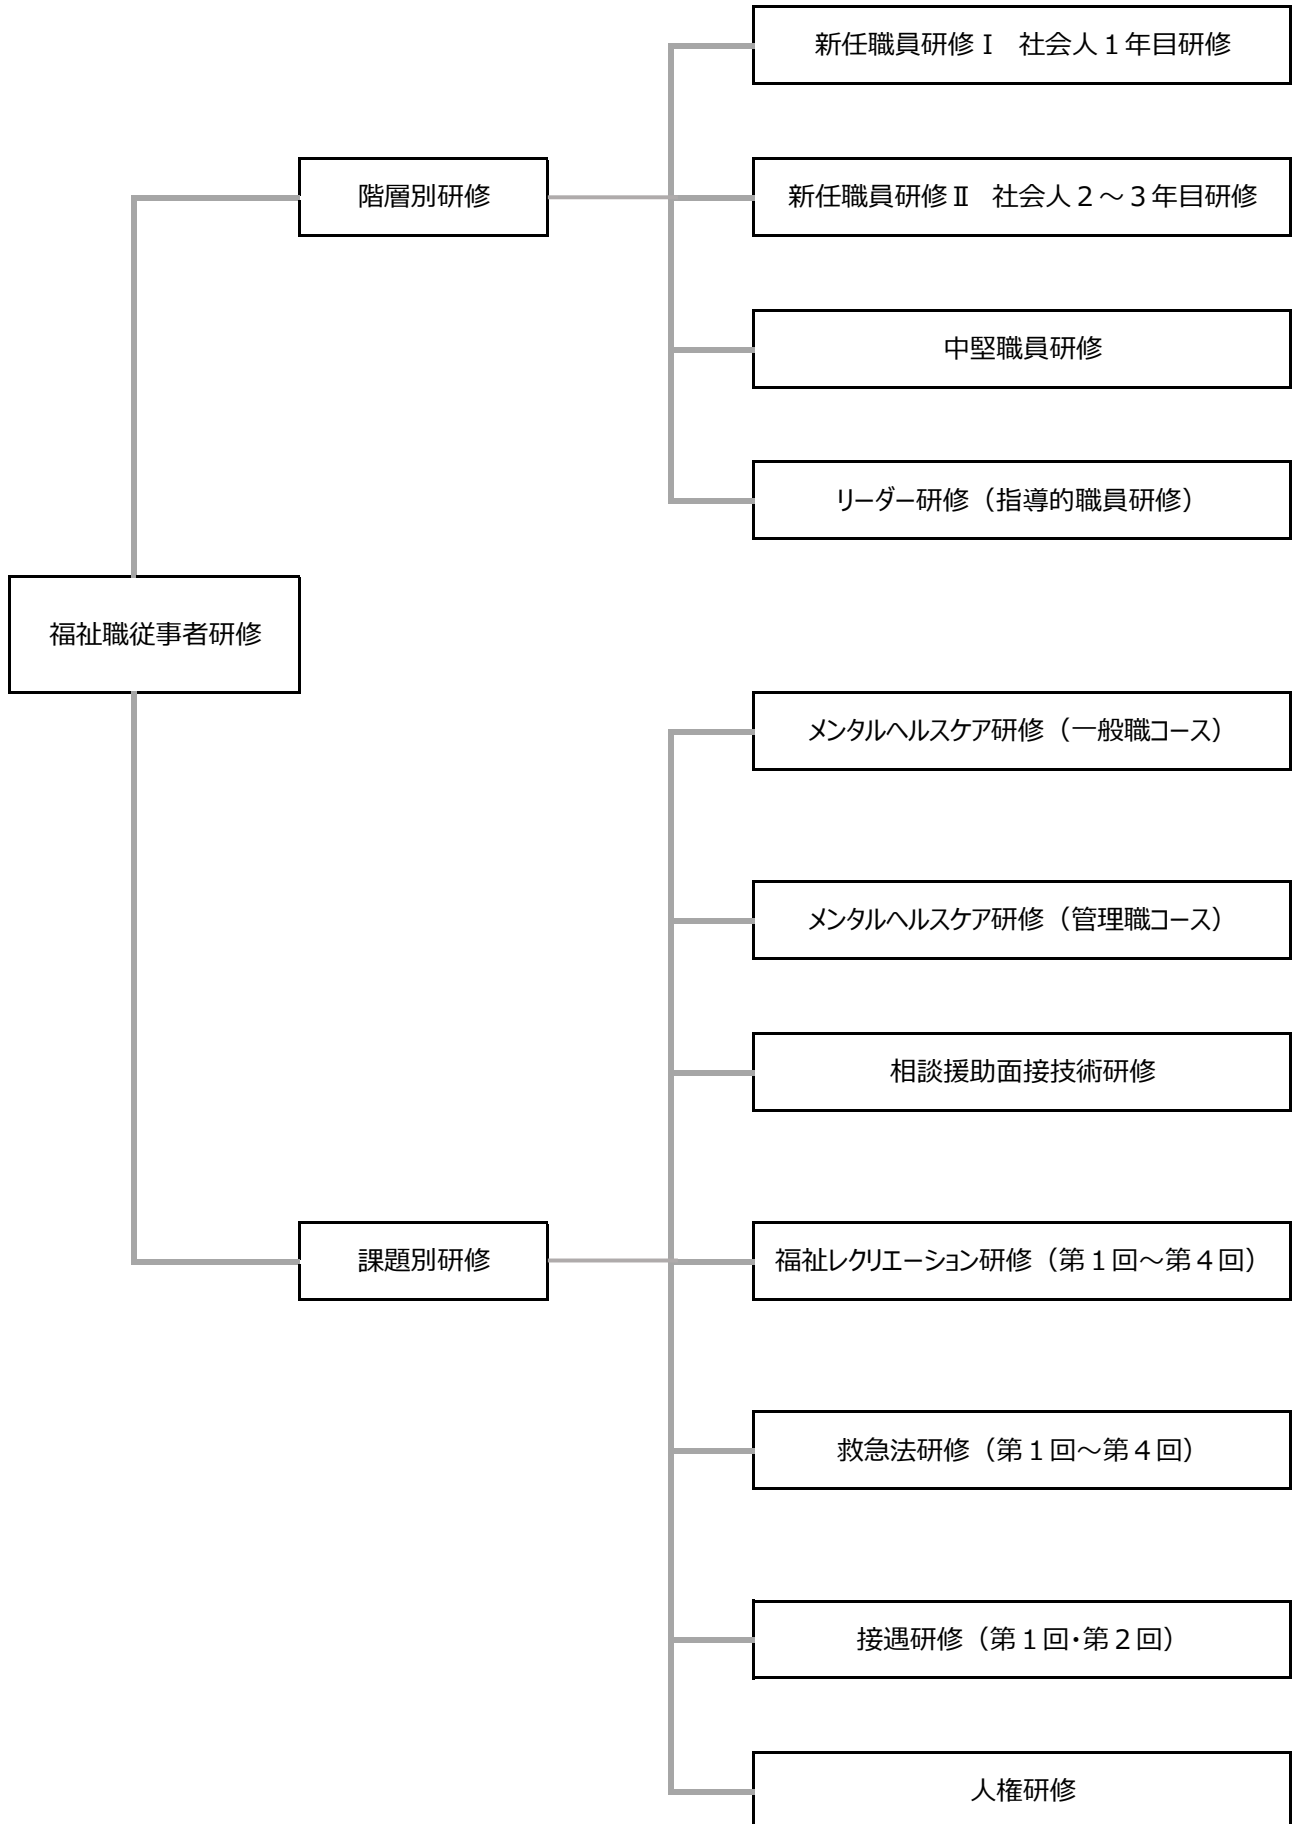 新任職員研修Ⅰ　社会人１年目研修
階層別研修
新任職員研修Ⅱ　社会人２～３年目研修
中堅職員研修
リーダー研修（指導的職員研修）
福祉職従事者研修
メンタルヘルスケア研修（一般職コース）
メンタルヘルスケア研修（管理職コース）
相談援助面接技術研修
課題別研修
福祉レクリエーション研修（第１回～第４回）
救急法研修（第１回～第４回）
接遇研修（第１回・第２回）
人権研修